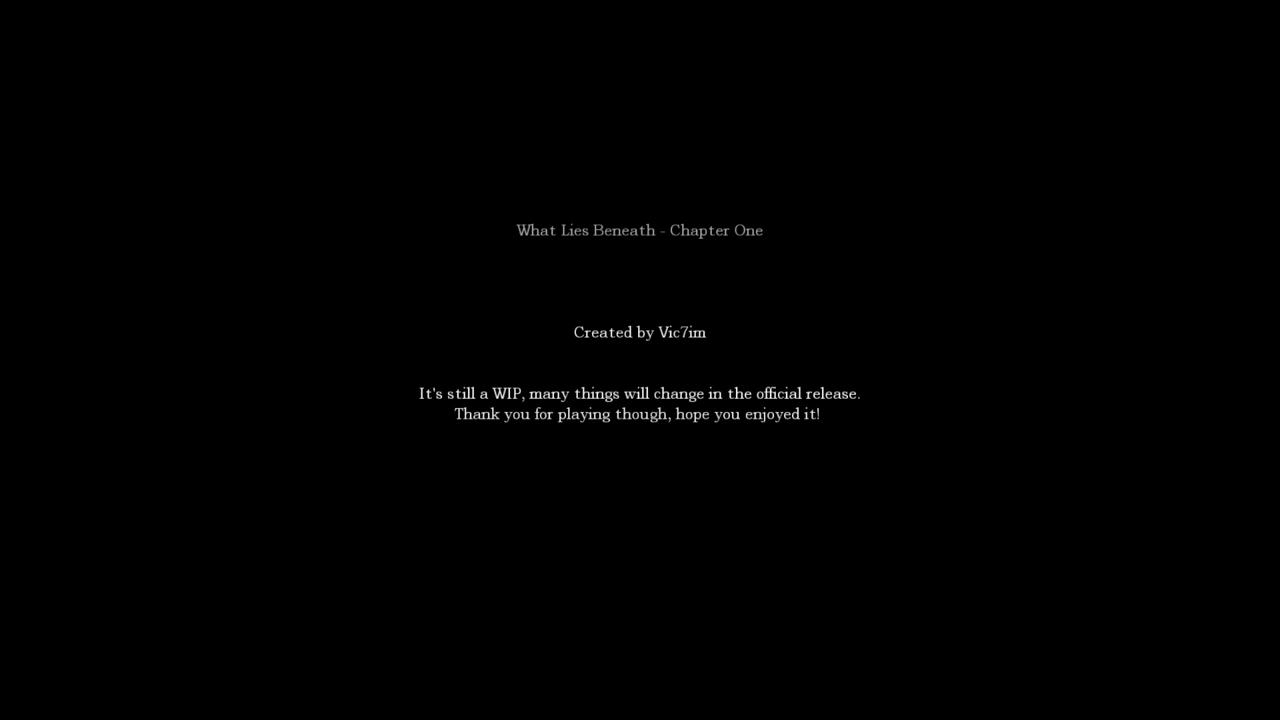 What Lies Beneath - Chapter One
Created by Vic7im
It's still a WIP, many things will change in the official release.
Thank you for playing though, hope you enjoyed it!